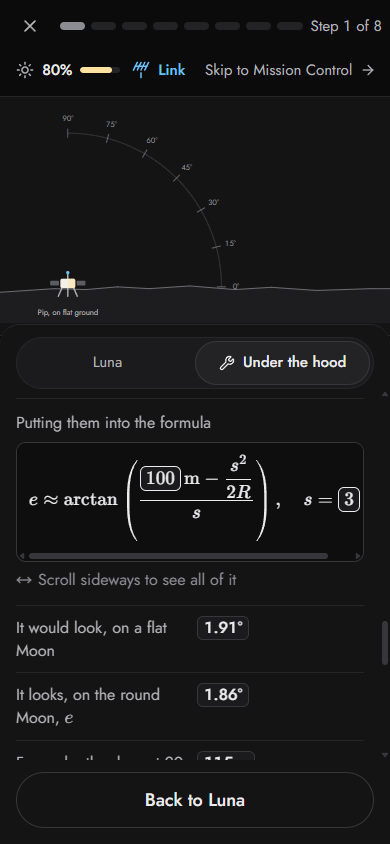 Step 1 of 8
80% Link Skip to Mission Control →
90°
75°
60°
45°
30°
15°
0°
Pip, on flat ground
Luna Under the hood
Putting them into the formula
e ≈ arctan ( (100 m − s²/2R) / s ) , s = 3
↔ Scroll sideways to see all of it
It would look, on a flat Moon 1.91°
It looks, on the round Moon, e 1.86°
Back to Luna